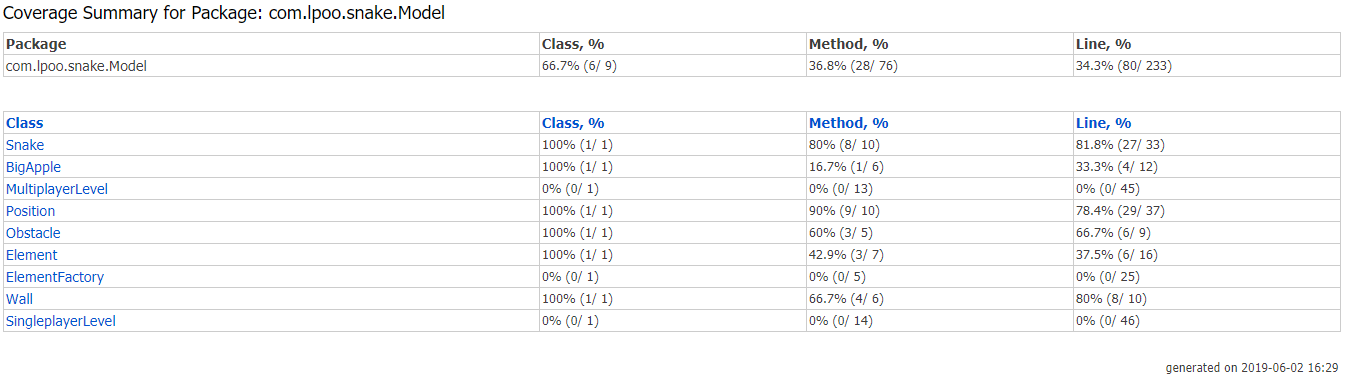 Coverage Summary for Package: com.lpoo.snake.Model
Package Class, % Method, % Line, %
com.lpoo.snake.Model 66.7% (6/ 9) 36.8% (28/ 76) 34.3% (80/ 233)
Class Class, % Method, % Line, %
Snake 100% (1/ 1) 80% (8/ 10) 81.8% (27/ 33)
BigApple 100% (1/ 1) 16.7% (1/ 6) 33.3% (4/ 12)
MultiplayerLevel 0% (0/ 1) 0% (0/ 13) 0% (0/ 45)
Position 100% (1/ 1) 90% (9/ 10) 78.4% (29/ 37)
Obstacle 100% (1/ 1) 60% (3/ 5) 66.7% (6/ 9)
Element 100% (1/ 1) 42.9% (3/ 7) 37.5% (6/ 16)
ElementFactory 0% (0/ 1) 0% (0/ 5) 0% (0/ 25)
Wall 100% (1/ 1) 66.7% (4/ 6) 80% (8/ 10)
SingleplayerLevel 0% (0/ 1) 0% (0/ 14) 0% (0/ 46)
generated on 2019-06-02 16:29